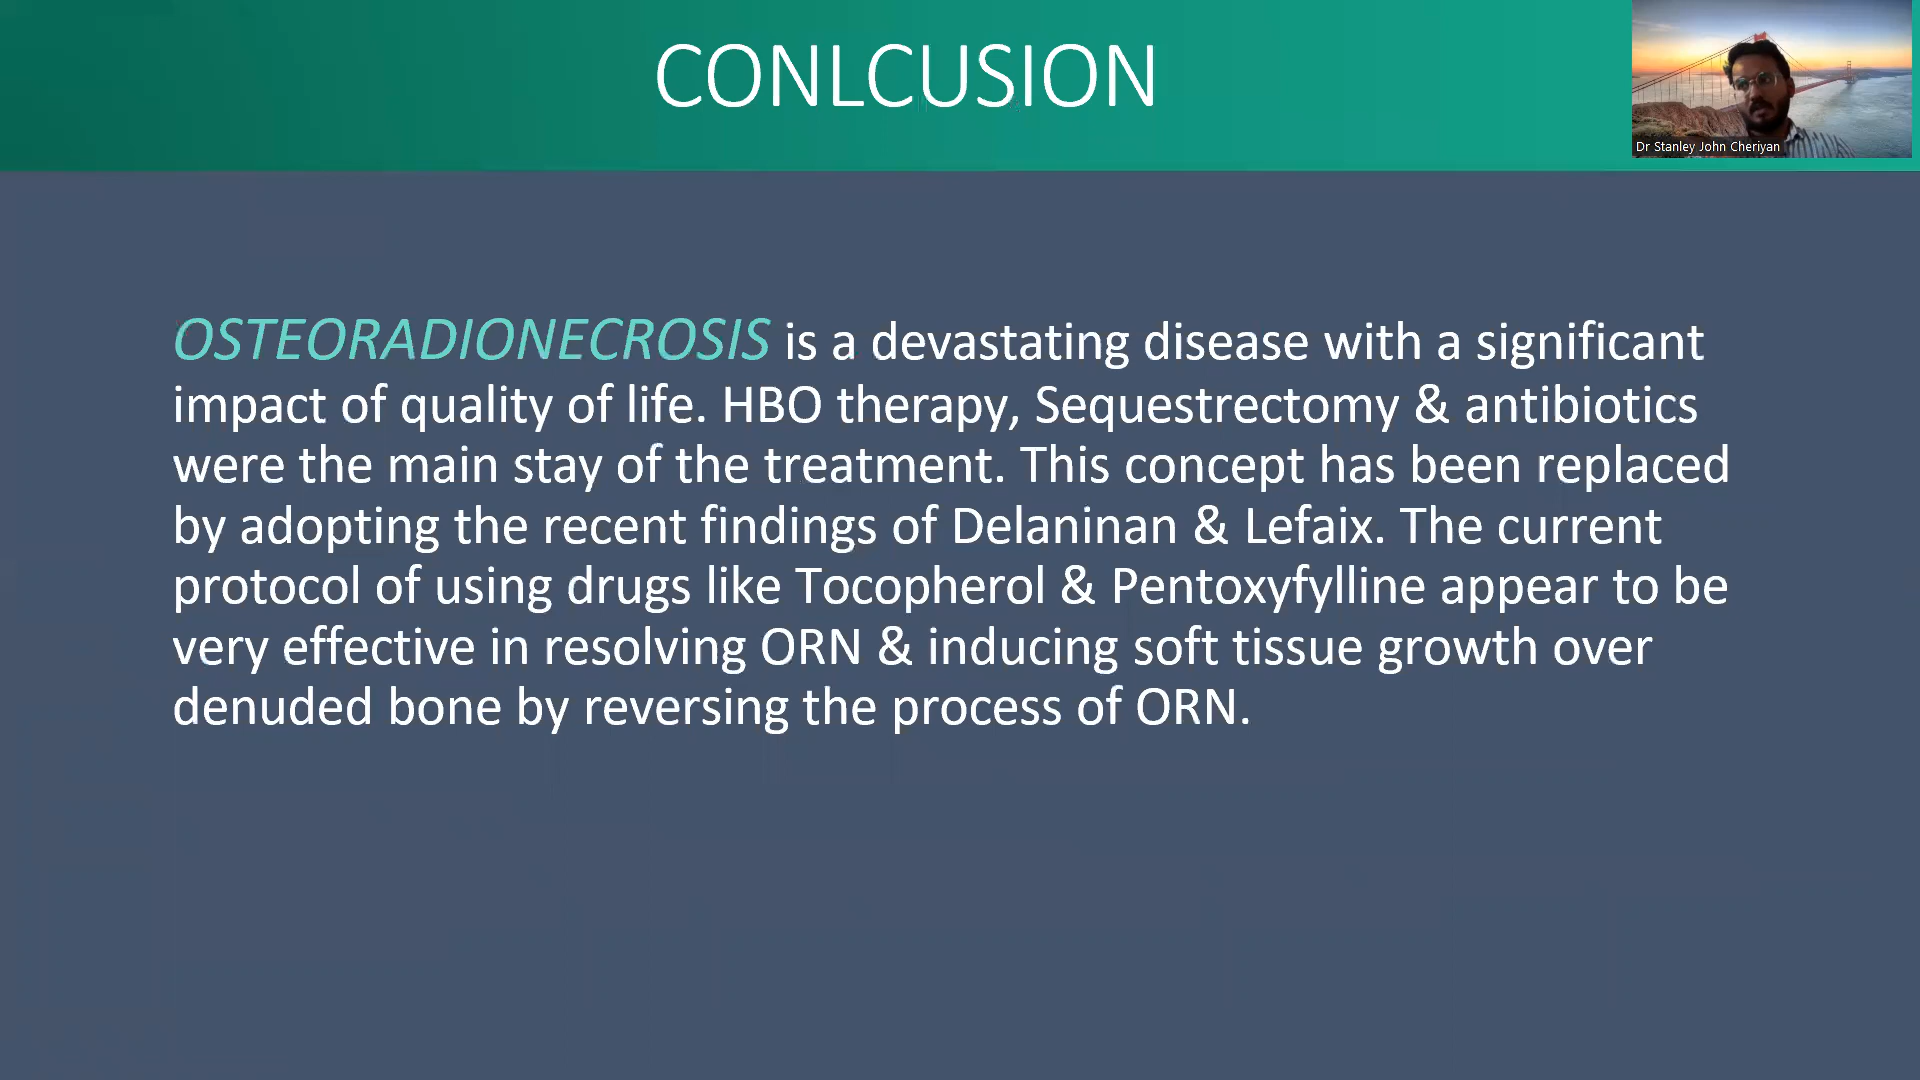 CONLCUSION
Dr Stanley John Cheriyan
OSTEORADIONECROSIS is a devastating disease with a significant
impact of quality of life. HBO therapy, Sequestrectomy & antibiotics
were the main stay of the treatment. This concept has been replaced
by adopting the recent findings of Delaninan & Lefaix. The current
protocol of using drugs like Tocopherol & Pentoxyfylline appear to be
very effective in resolving ORN & inducing soft tissue growth over
denuded bone by reversing the process of ORN.